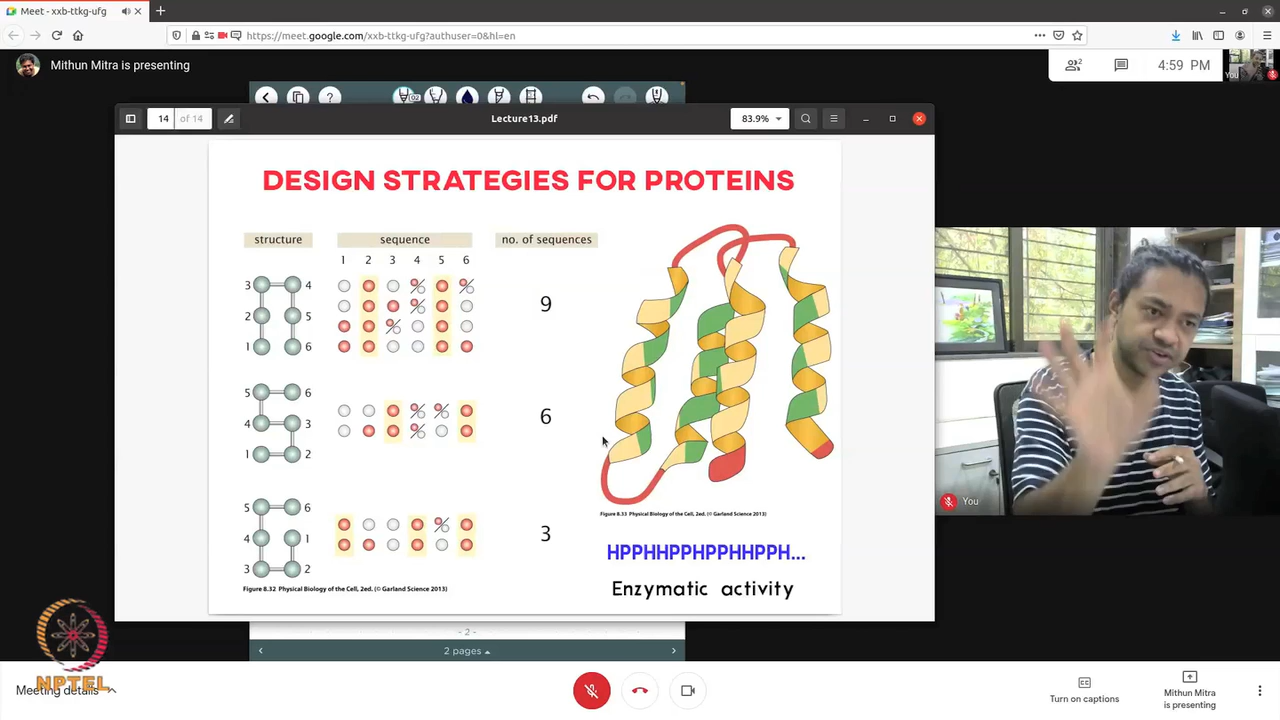 Meet - xxb-ttkg-ufg
https://meet.google.com/xxb-ttkg-ufg?authuser=0&hl=en
Mithun Mitra is presenting
2
4:59 PM
You
02
14 of 14
Lecture13.pdf
83.9%
DESIGN STRATEGIES FOR PROTEINS
structure sequence no. of sequences
1 2 3 4 5 6
3 4
2 5
1 6
9
5 6
4 3
1 2
6
5 6
4 1
3 2
3
Figure 8.32 Physical Biology of the Cell, 2ed. (© Garland Science 2013)
Figure 8.33 Physical Biology of the Cell, 2ed. (© Garland Science 2013)
HPPHHPPHPPHHPPH...
Enzymatic activity
You
- 2 -
2 pages
Meeting details
NPTEL
Turn on captions
Mithun Mitra
is presenting